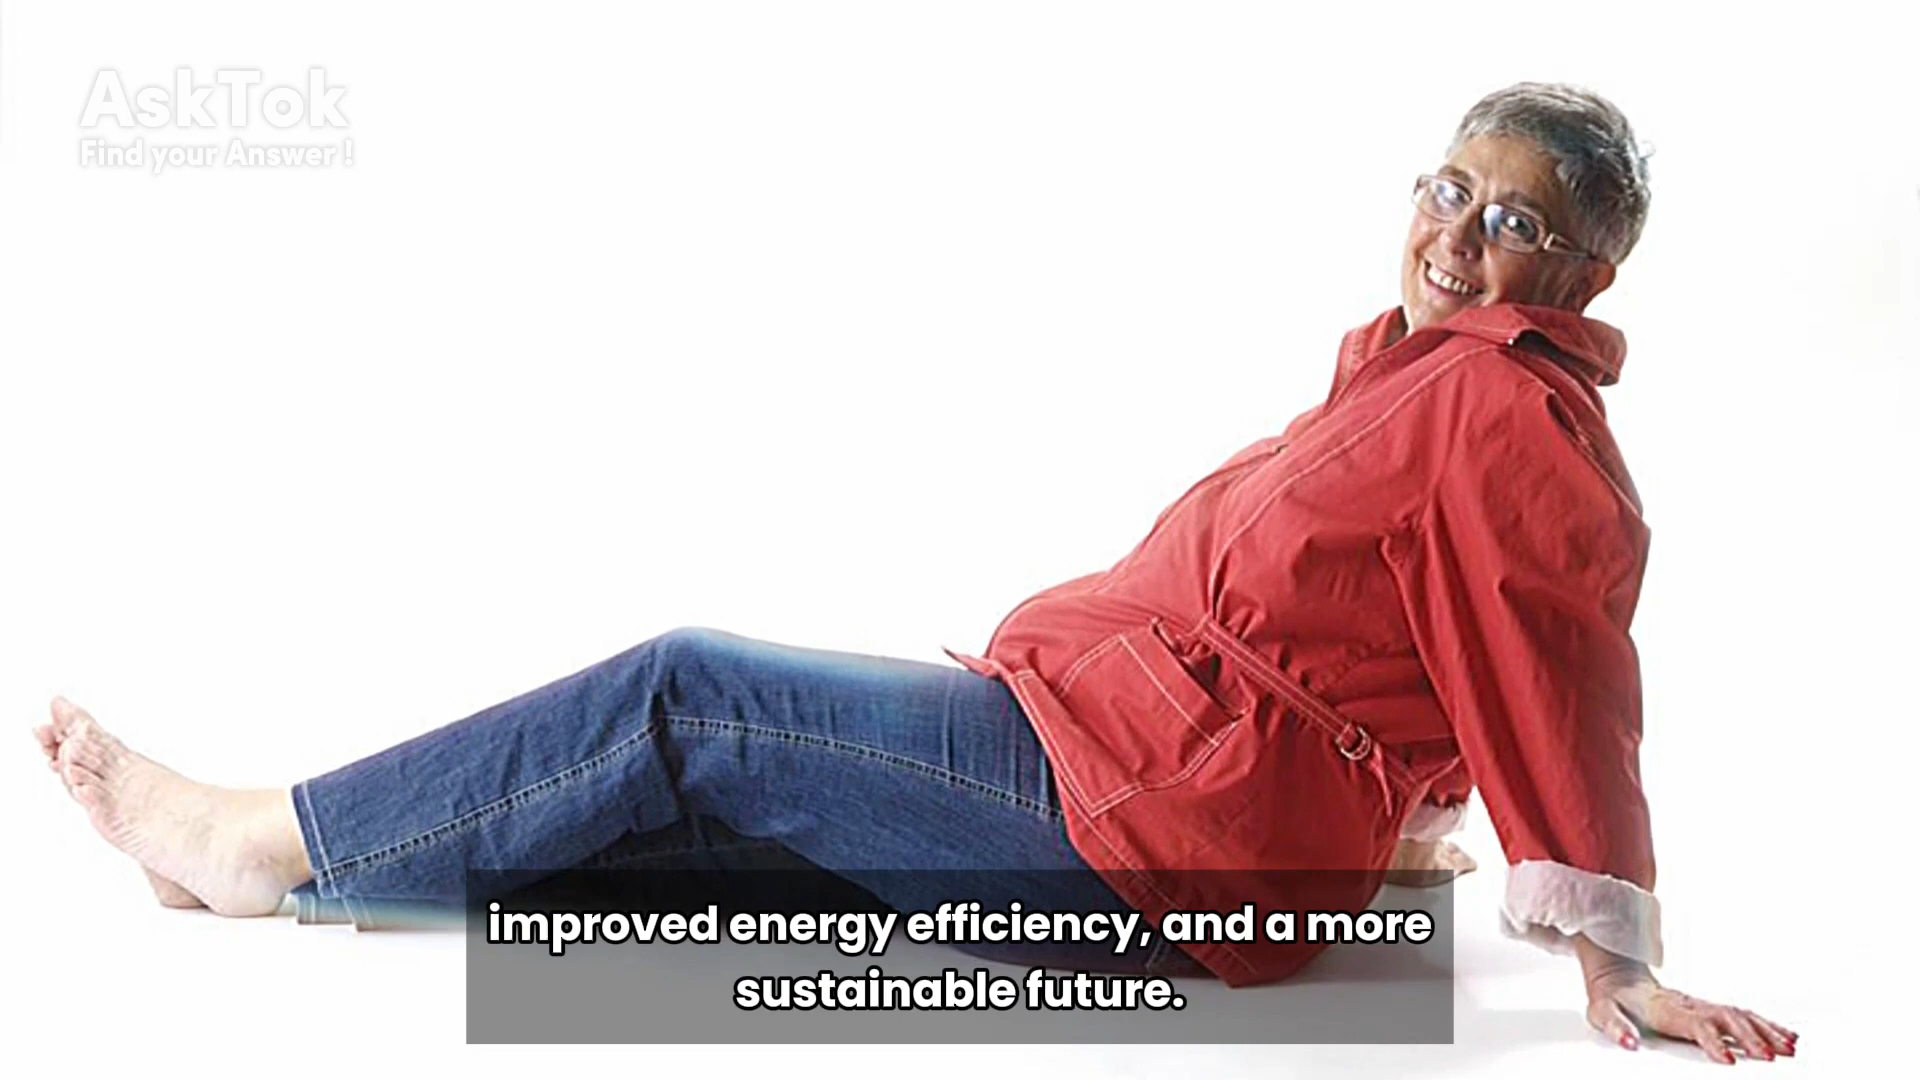 AskTok
Find your Answer !
improved energy efficiency, and a more
sustainable future.